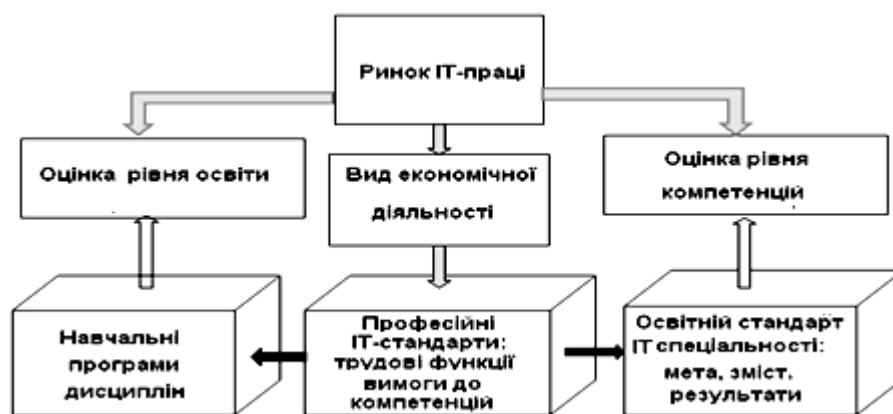 Ринок ІТ-праці
Оцінка рівня освіти
Вид економічної
діяльності
Оцінка рівня
компетенцій
Навчальні
програми
дисциплін
Професійні
ІТ-стандарти:
трудові функції
вимоги до
компетенцій
Освітній стандарт
ІТ спеціальності:
мета, зміст,
результати